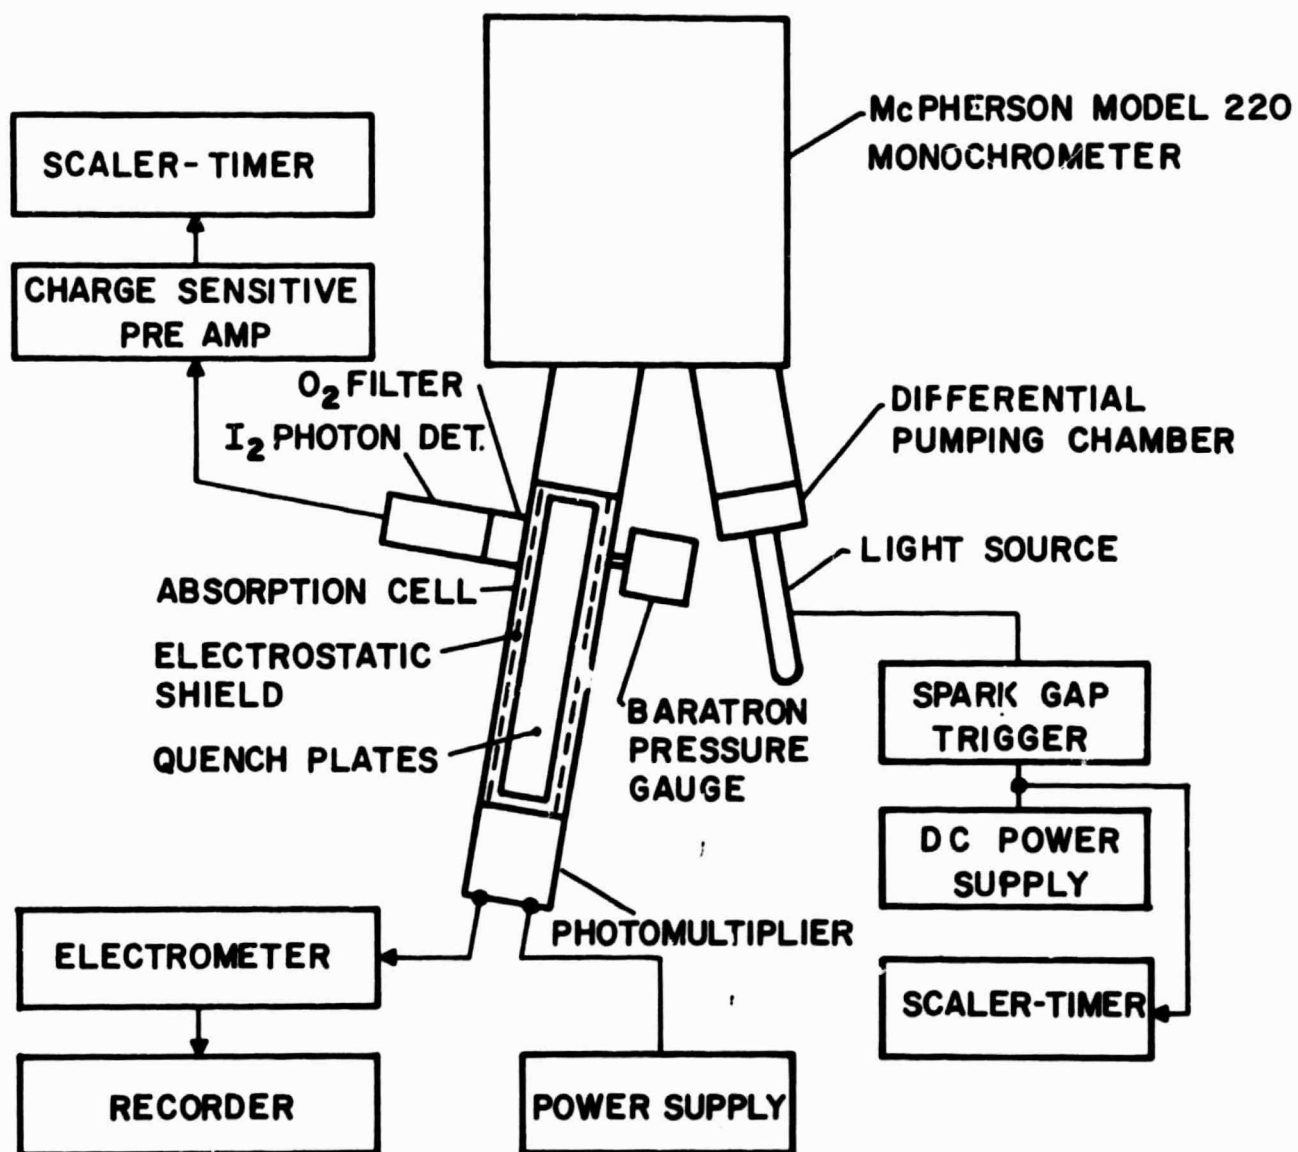 McPHERSON MODEL 220
MONOCHROMETER
SCALER-TIMER
CHARGE SENSITIVE
PRE AMP
O₂ FILTER
I₂ PHOTON DET.
DIFFERENTIAL
PUMPING CHAMBER
LIGHT SOURCE
ABSORPTION CELL
ELECTROSTATIC
SHIELD
QUENCH PLATES
BARATRON
PRESSURE
GAUGE
SPARK GAP
TRIGGER
DC POWER
SUPPLY
PHOTOMULTIPLIER
ELECTROMETER
SCALER-TIMER
RECORDER
POWER SUPPLY